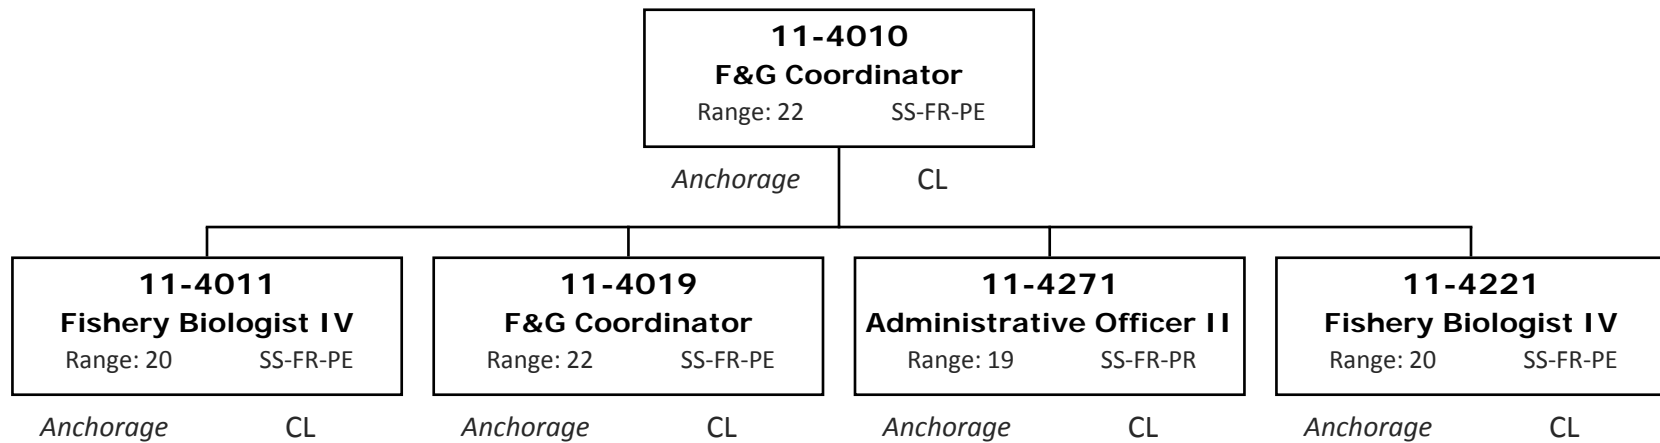 11-4010
F&G Coordinator
Range: 22 SS-FR-PE
Anchorage CL
11-4011
Fishery Biologist IV
Range: 20 SS-FR-PE
Anchorage CL
11-4019
F&G Coordinator
Range: 22 SS-FR-PE
Anchorage CL
11-4271
Administrative Officer II
Range: 19 SS-FR-PR
Anchorage CL
11-4221
Fishery Biologist IV
Range: 20 SS-FR-PE
Anchorage CL